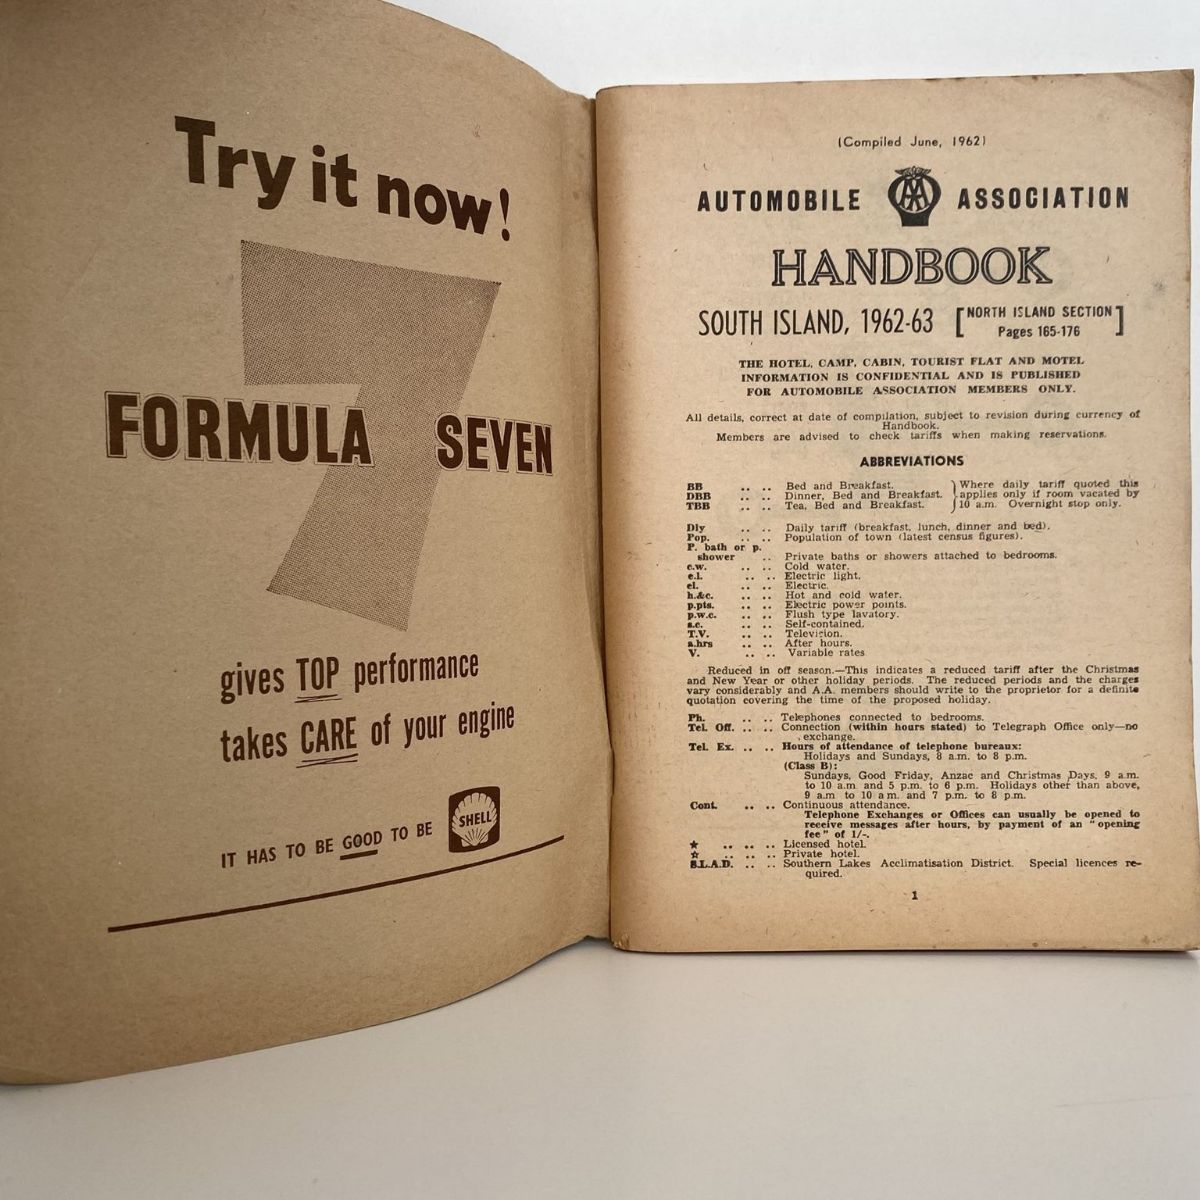 Try it now!
7
FORMULA SEVEN
gives TOP performance
takes CARE of your engine
IT HAS TO BE GOOD TO BE SHELL
(Compiled June, 1962)
AUTOMOBILE AA ASSOCIATION
HANDBOOK
SOUTH ISLAND, 1962-63 [NORTH ISLAND SECTION
Pages 165-176]
THE HOTEL, CAMP, CABIN, TOURIST FLAT AND MOTEL
INFORMATION IS CONFIDENTIAL AND IS PUBLISHED
FOR AUTOMOBILE ASSOCIATION MEMBERS ONLY.
All details, correct at date of compilation, subject to revision during currency of
Handbook.
Members are advised to check tariffs when making reservations.
ABBREVIATIONS
BB .. .. Bed and Breakfast.
DBB .. .. Dinner, Bed and Breakfast.
TBB .. .. Tea, Bed and Breakfast.
Where daily tariff quoted this
applies only if room vacated by
10 a.m. Overnight stop only.
Dly .. .. Daily tariff (breakfast, lunch, dinner and bed).
Pop. .. .. Population of town (latest census figures).
P. bath or p.
shower .. Private baths or showers attached to bedrooms.
c.w. .. .. Cold water.
e.l. .. .. Electric light.
el. .. .. Electric.
h.&c. .. .. Hot and cold water.
p.pts. .. .. Electric power points.
p.w.c. .. .. Flush type lavatory.
s.c. .. .. Self-contained.
T.V. .. .. Television.
a.hrs .. .. After hours.
V. .. .. Variable rates
Reduced in off season.—This indicates a reduced tariff after the Christmas
and New Year or other holiday periods. The reduced periods and the charges
vary considerably and A.A. members should write to the proprietor for a definite
quotation covering the time of the proposed holiday.
Ph. .. .. Telephones connected to bedrooms.
Tel. Off. .. .. Connection (within hours stated) to Telegraph Office only—no
exchange.
Tel. Ex. .. .. Hours of attendance of telephone bureaux:
Holidays and Sundays, 8 a.m. to 8 p.m.
(Class B):
Sundays, Good Friday, Anzac and Christmas Days, 9 a.m.
to 10 a.m and 5 p.m. to 6 p.m. Holidays other than above,
9 a.m to 10 a.m. and 7 p.m. to 8 p.m.
Cont. .. .. Continuous attendance.
Telephone Exchanges or Offices can usually be opened to
receive messages after hours, by payment of an "opening
fee" of 1/-.
★ .. .. .. Licensed hotel.
☆ .. .. .. Private hotel.
S.L.A.D. .. .. Southern Lakes Acclimatisation District. Special licences re-
quired.
1